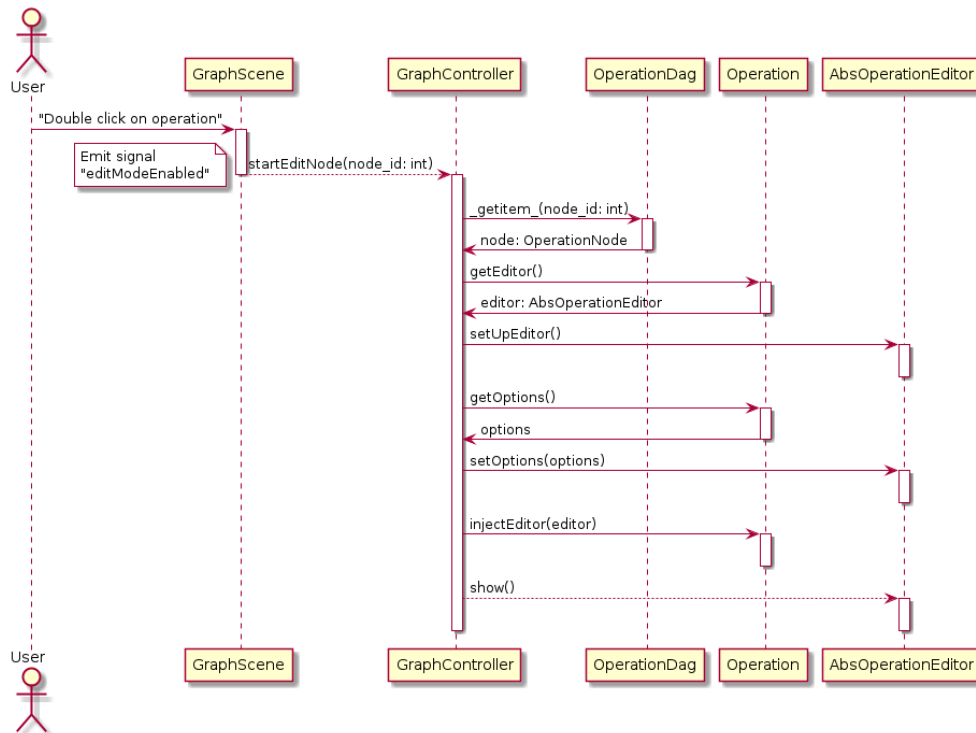 User
GraphScene
GraphController
OperationDag
Operation
AbsOperationEditor
"Double click on operation"
Emit signal
"editModeEnabled"
startEditNode(node_id: int)
_getitem_(node_id: int)
node: OperationNode
getEditor()
editor: AbsOperationEditor
setUpEditor()
getOptions()
options
setOptions(options)
injectEditor(editor)
show()
User
GraphScene
GraphController
OperationDag
Operation
AbsOperationEditor